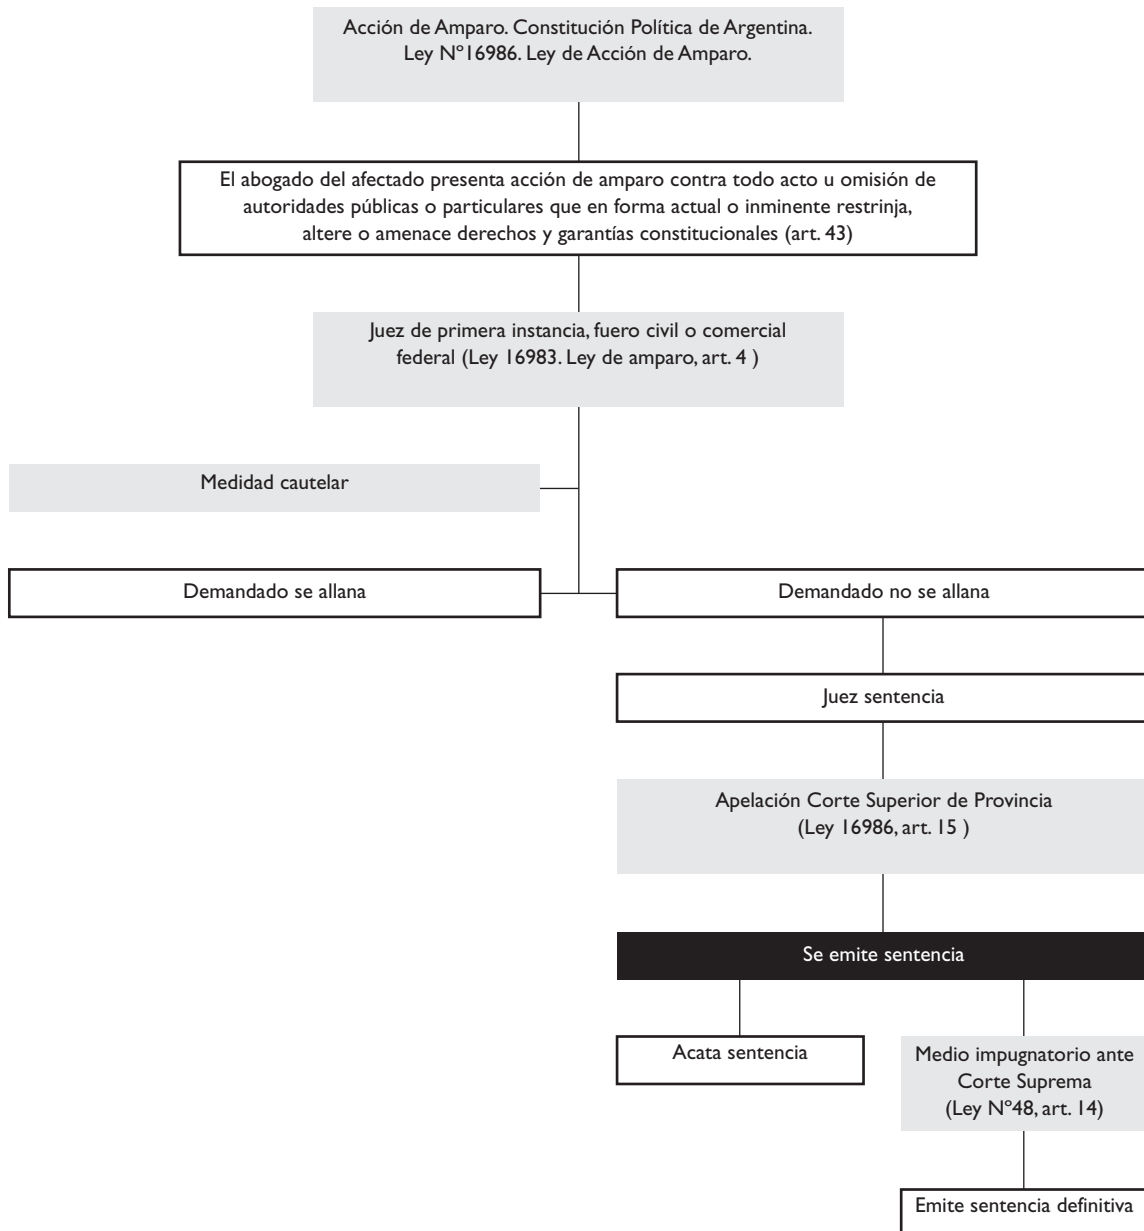 Acción de Amparo. Constitución Política de Argentina.
Ley Nº16986. Ley de Acción de Amparo.
El abogado del afectado presenta acción de amparo contra todo acto u omisión de
autoridades públicas o particulares que en forma actual o inminente restrinja,
altere o amenace derechos y garantías constitucionales (art. 43)
Juez de primera instancia, fuero civil o comercial
federal (Ley 16983. Ley de amparo, art. 4 )
Medidad cautelar
Demandado se allana
Demandado no se allana
Juez sentencia
Apelación Corte Superior de Provincia
(Ley 16986, art. 15 )
Se emite sentencia
Acata sentencia
Medio impugnatorio ante
Corte Suprema
(Ley Nº48, art. 14)
Emite sentencia definitiva